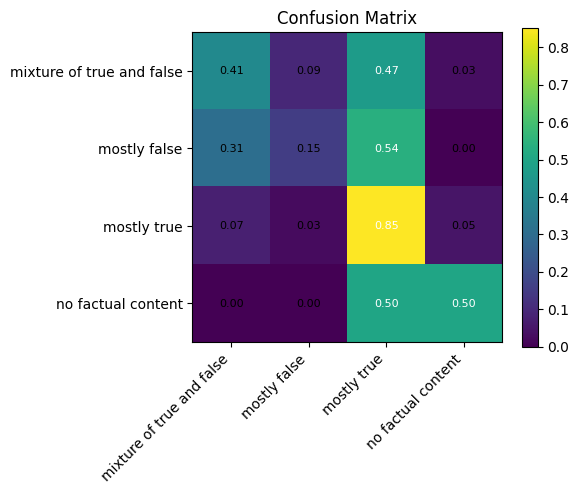 Confusion Matrix
mixture of true and false 0.41 0.09 0.47 0.03
mostly false 0.31 0.15 0.54 0.00
mostly true 0.07 0.03 0.85 0.05
no factual content 0.00 0.00 0.50 0.50
mixture of true and false
mostly false
mostly true
no factual content
0.8
0.7
0.6
0.5
0.4
0.3
0.2
0.1
0.0